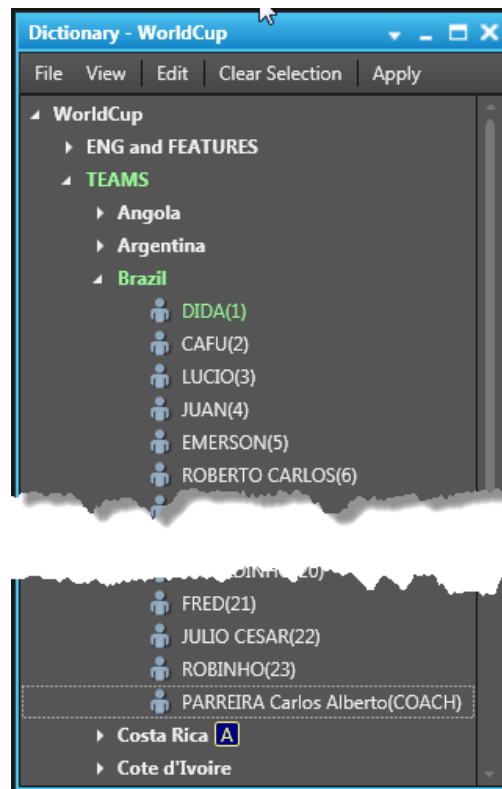 Dictionary - WorldCup
File View Edit Clear Selection Apply
WorldCup
ENG and FEATURES
TEAMS
Angola
Argentina
Brazil
DIDA(1)
CAFU(2)
LUCIO(3)
JUAN(4)
EMERSON(5)
ROBERTO CARLOS(6)
FRED(21)
JULIO CESAR(22)
ROBINHO(23)
PARREIRA Carlos Alberto(COACH)
Costa Rica A
Cote d'Ivoire